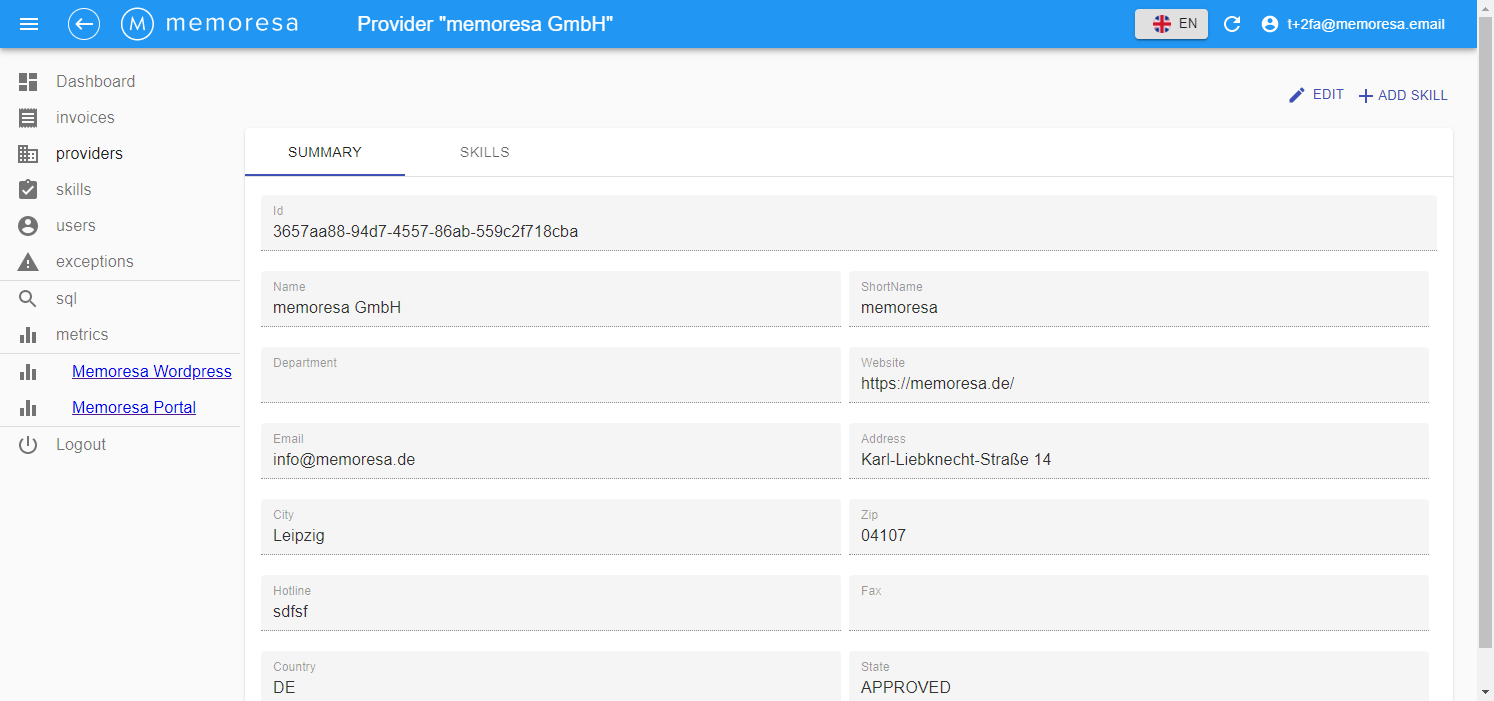 M memoresa
Provider "memoresa GmbH"
EN
t+2fa@memoresa.email
Dashboard
invoices
providers
skills
users
exceptions
sql
metrics
Memoresa Wordpress
Memoresa Portal
Logout
EDIT
ADD SKILL
SUMMARY
SKILLS
Id
3657aa88-94d7-4557-86ab-559c2f718cba
Name
memoresa GmbH
ShortName
memoresa
Department
Website
https://memoresa.de/
Email
info@memoresa.de
Address
Karl-Liebknecht-Straße 14
City
Leipzig
Zip
04107
Hotline
sdfsf
Fax
Country
DE
State
APPROVED